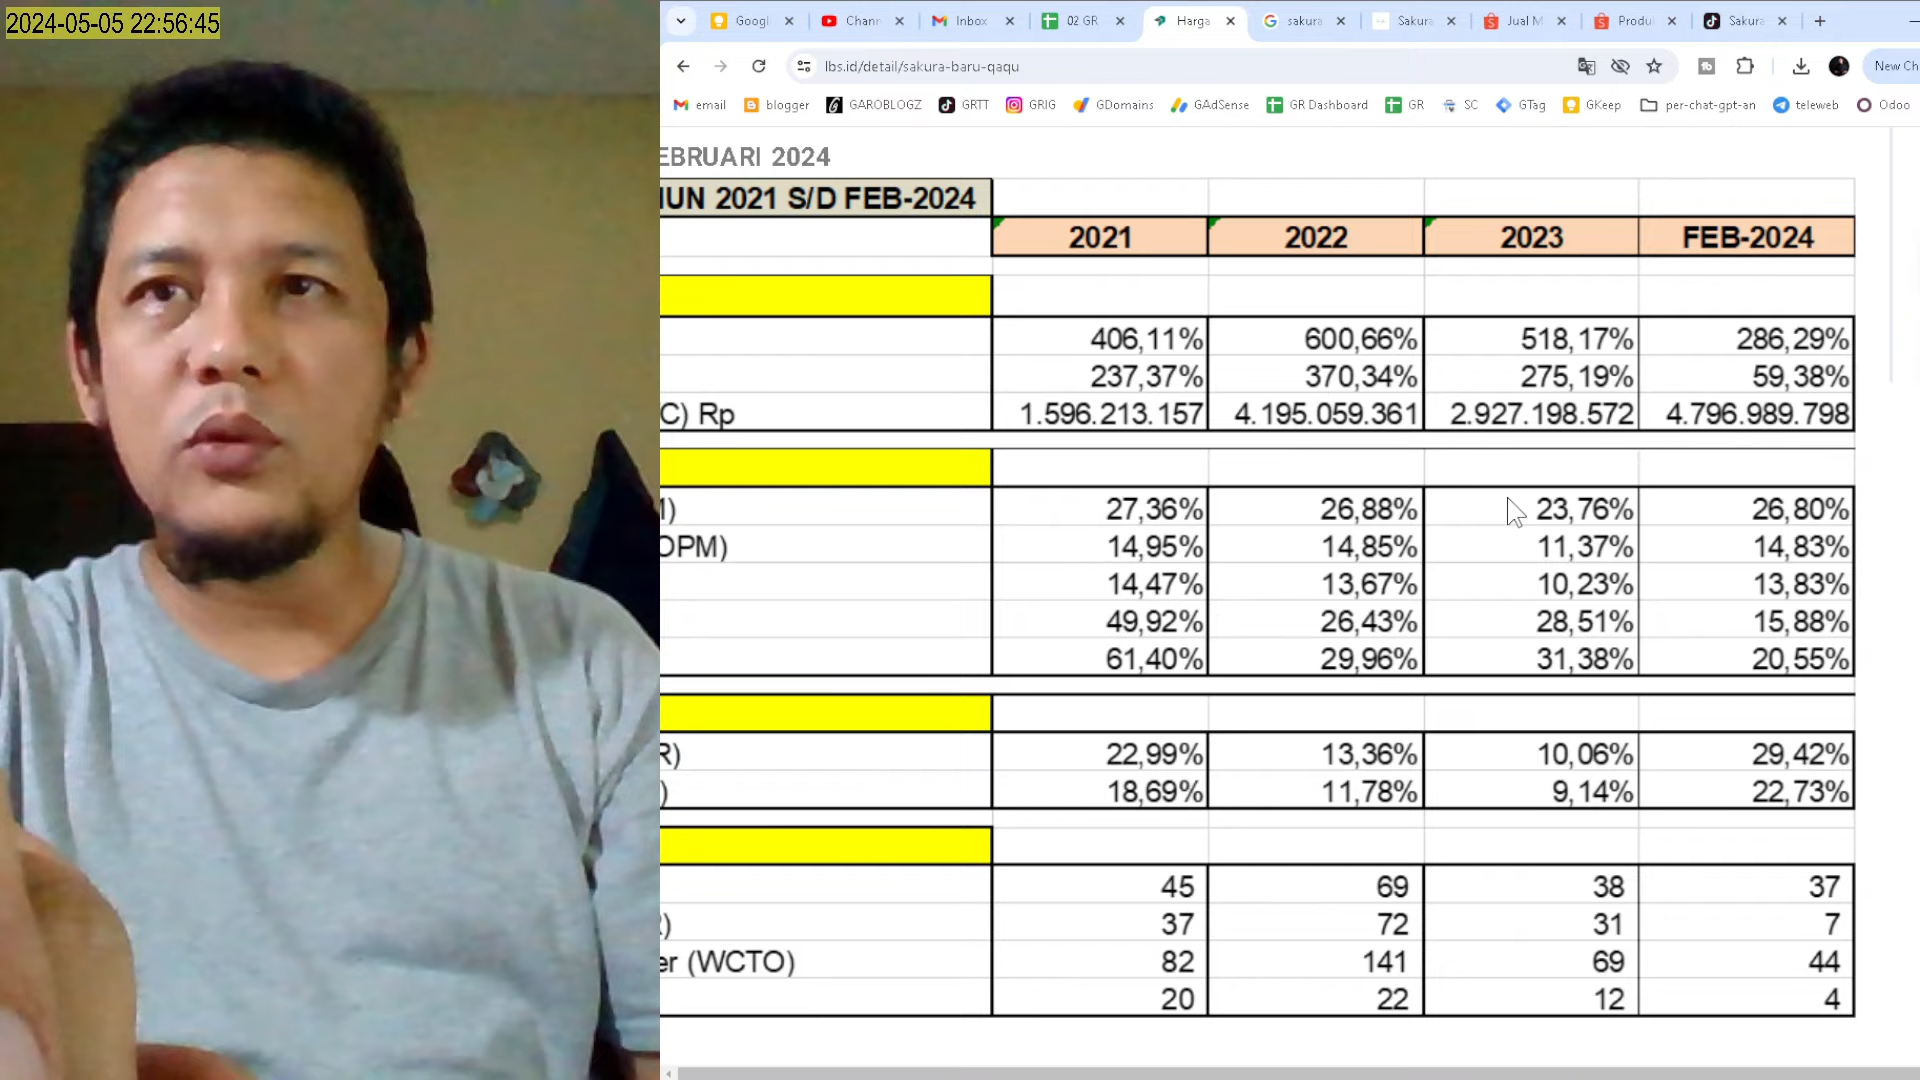 2024-05-05 22:56:45
Googl
Chann
Inbox
02 GR
Harga
sakura
Sakura
Jual M
Produ
Sakura
lbs.id/detail/sakura-baru-qaqu
New Ch
email blogger GAROBLOGZ GRTT GRIG GDomains GAdSense GR Dashboard GR SC GTag GKeep per-chat-gpt-an teleweb Odoo
EBRUARI 2024
HUN 2021 S/D FEB-2024
2021 2022 2023 FEB-2024
406,11% 600,66% 518,17% 286,29%
237,37% 370,34% 275,19% 59,38%
C) Rp 1.596.213.157 4.195.059.361 2.927.198.572 4.796.989.798
) 27,36% 26,88% 23,76% 26,80%
OPM) 14,95% 14,85% 11,37% 14,83%
14,47% 13,67% 10,23% 13,83%
49,92% 26,43% 28,51% 15,88%
61,40% 29,96% 31,38% 20,55%
R) 22,99% 13,36% 10,06% 29,42%
) 18,69% 11,78% 9,14% 22,73%
45 69 38 37
) 37 72 31 7
er (WCTO) 82 141 69 44
20 22 12 4